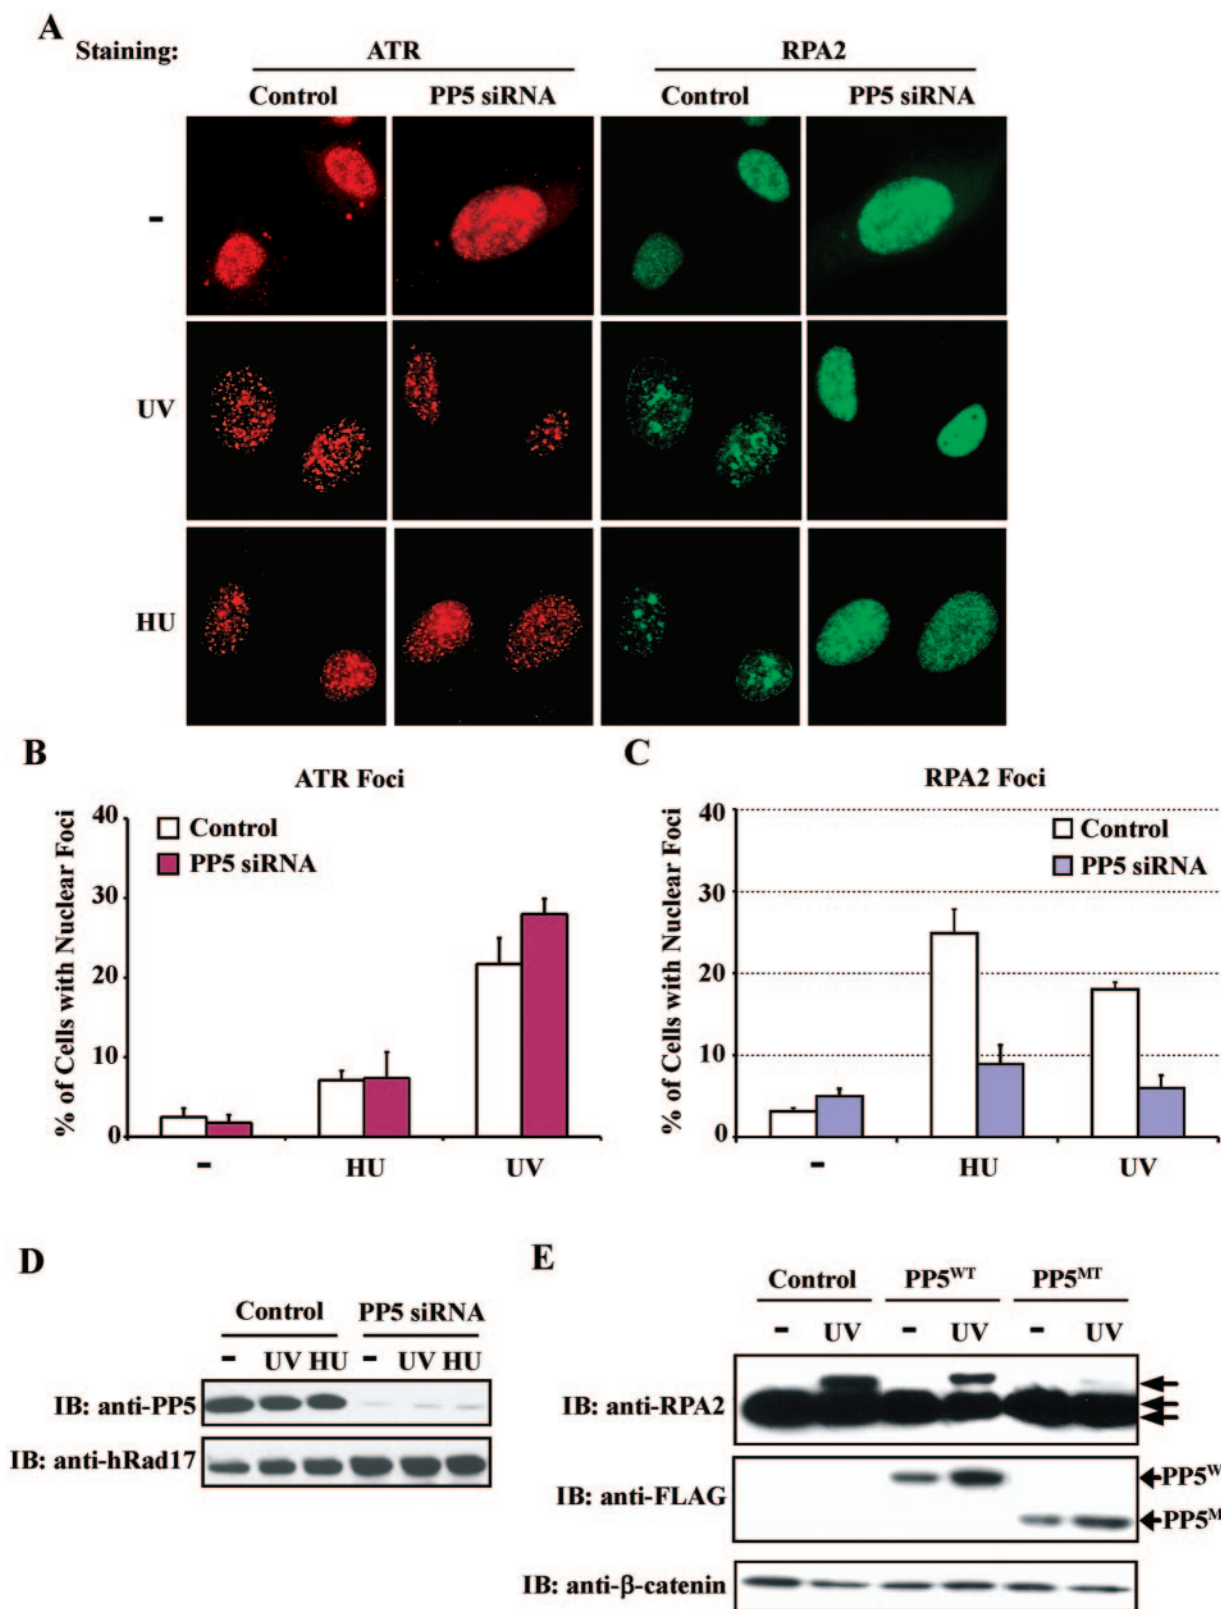 A
Staining: ATR RPA2
Control PP5 siRNA Control PP5 siRNA
-
UV
HU
B
ATR Foci
% of Cells with Nuclear Foci
40
30
20
10
0
Control
PP5 siRNA
- HU UV
C
RPA2 Foci
% of Cells with Nuclear Foci
40
30
20
10
0
Control
PP5 siRNA
- HU UV
D
Control PP5 siRNA
- UV HU - UV HU
IB: anti-PP5
IB: anti-hRad17
E
Control PP5WT PP5MT
- UV - UV - UV
IB: anti-RPA2
IB: anti-FLAG
PP5W
PP5M
IB: anti-β-catenin